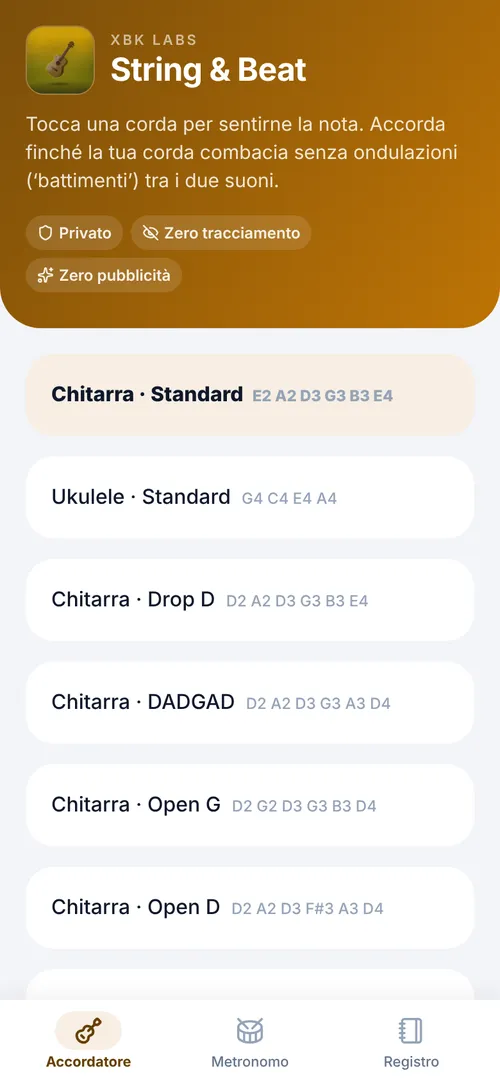 XBK LABS
String & Beat
Tocca una corda per sentirne la nota. Accorda
finché la tua corda combacia senza ondulazioni
(‘battimenti’) tra i due suoni.
Privato
Zero tracciamento
Zero pubblicità
Chitarra · Standard E2 A2 D3 G3 B3 E4
Ukulele · Standard G4 C4 E4 A4
Chitarra · Drop D D2 A2 D3 G3 B3 E4
Chitarra · DADGAD D2 A2 D3 G3 A3 D4
Chitarra · Open G D2 G2 D3 G3 B3 D4
Chitarra · Open D D2 A2 D3 F#3 A3 D4
Accordatore
Metronomo
Registro